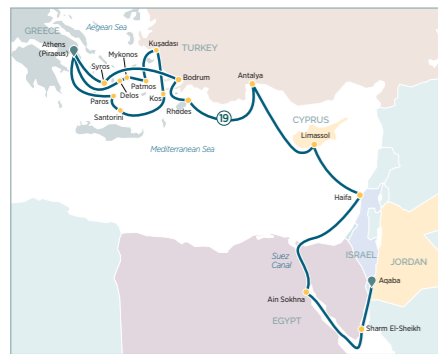 GREECE
Aegean Sea
Athens
(Piraeus)
Mykonos
Kuşadası
TURKEY
Syros
Bodrum
Antalya
Patmos
Delos
Paros
Kos
Santorini
Rhodes
19
CYPRUS
Limassol
Mediterranean Sea
Haifa
Suez
Canal
ISRAEL
JORDAN
Ain Sokhna
Aqaba
EGYPT
Sharm El-Sheikh